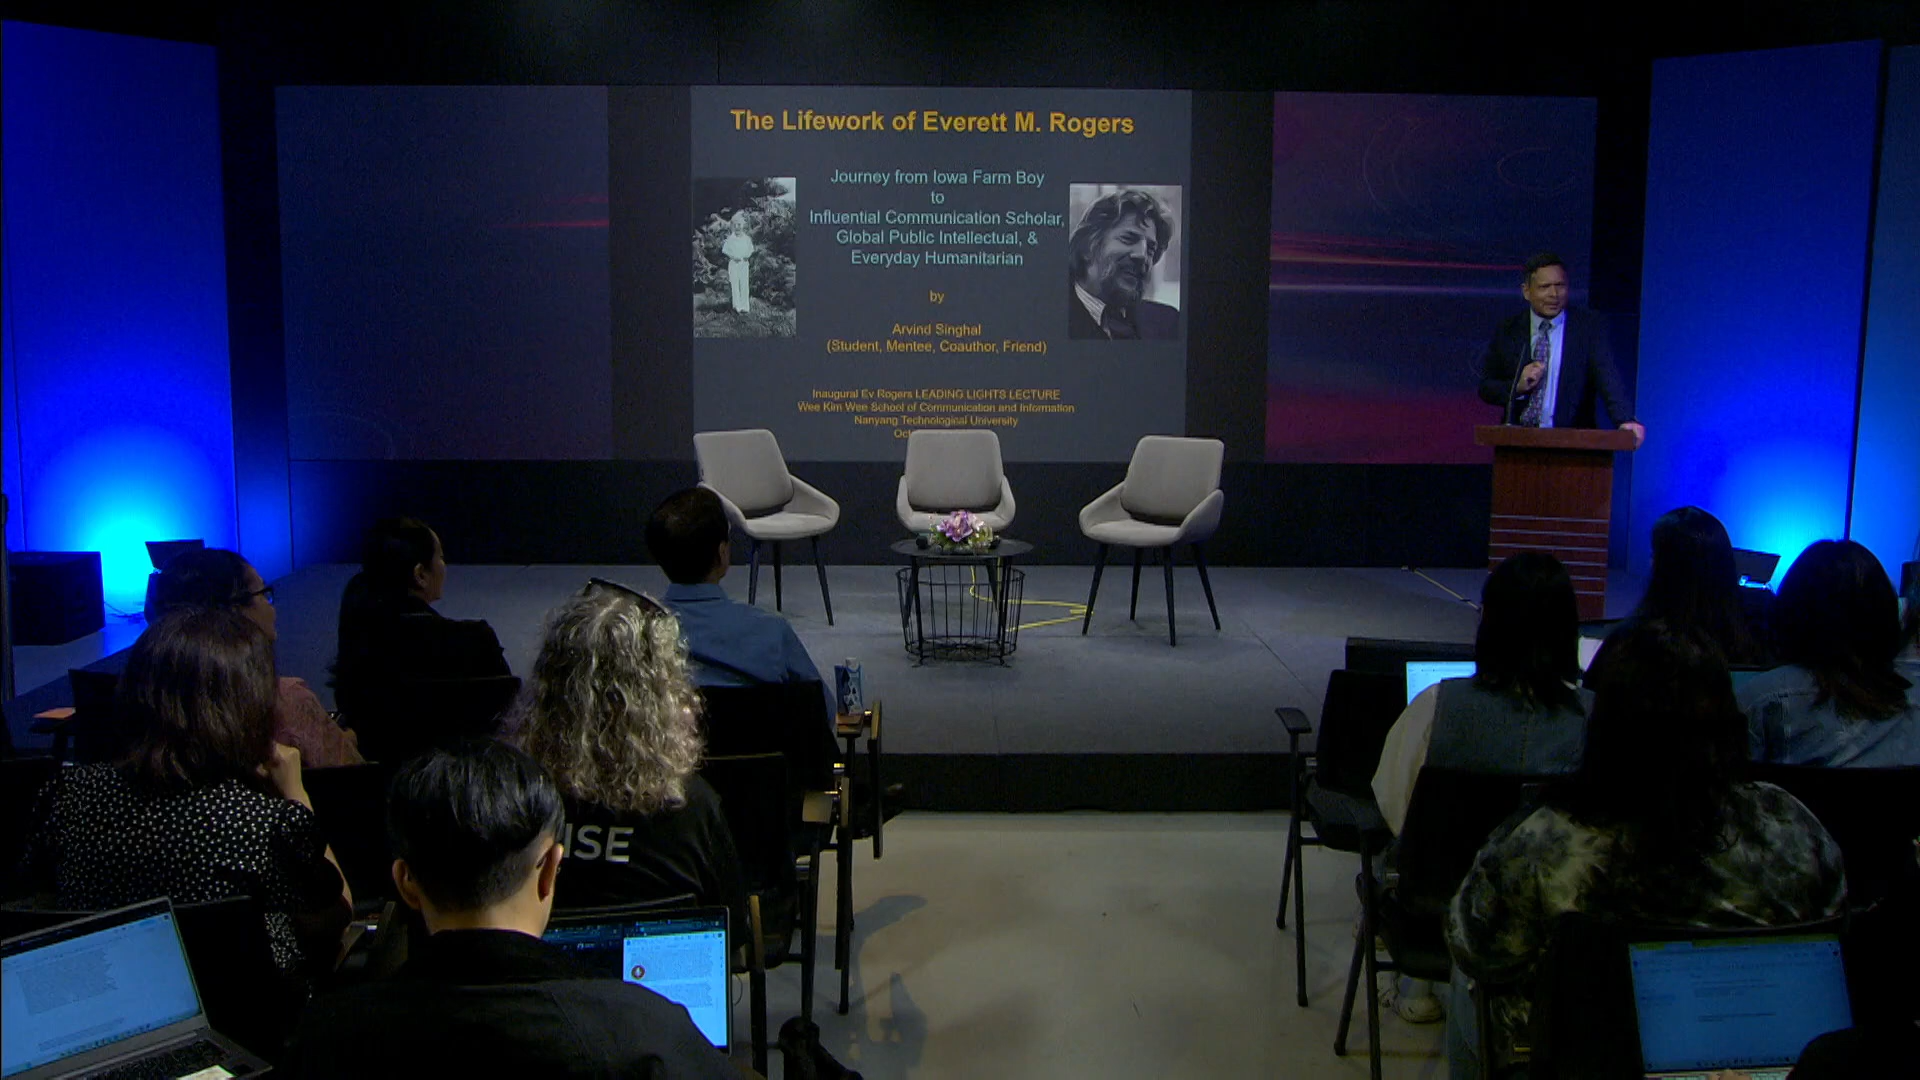 The Lifework of Everett M. Rogers
Journey from Iowa Farm Boy
to
Influential Communication Scholar,
Global Public Intellectual, &
Everyday Humanitarian
by
Arvind Singhal
(Student, Mentee, Coauthor, Friend)
Inaugural Ev Rogers LEADING LIGHTS LECTURE
Wee Kim Wee School of Communication and Information
Nanyang Technological University